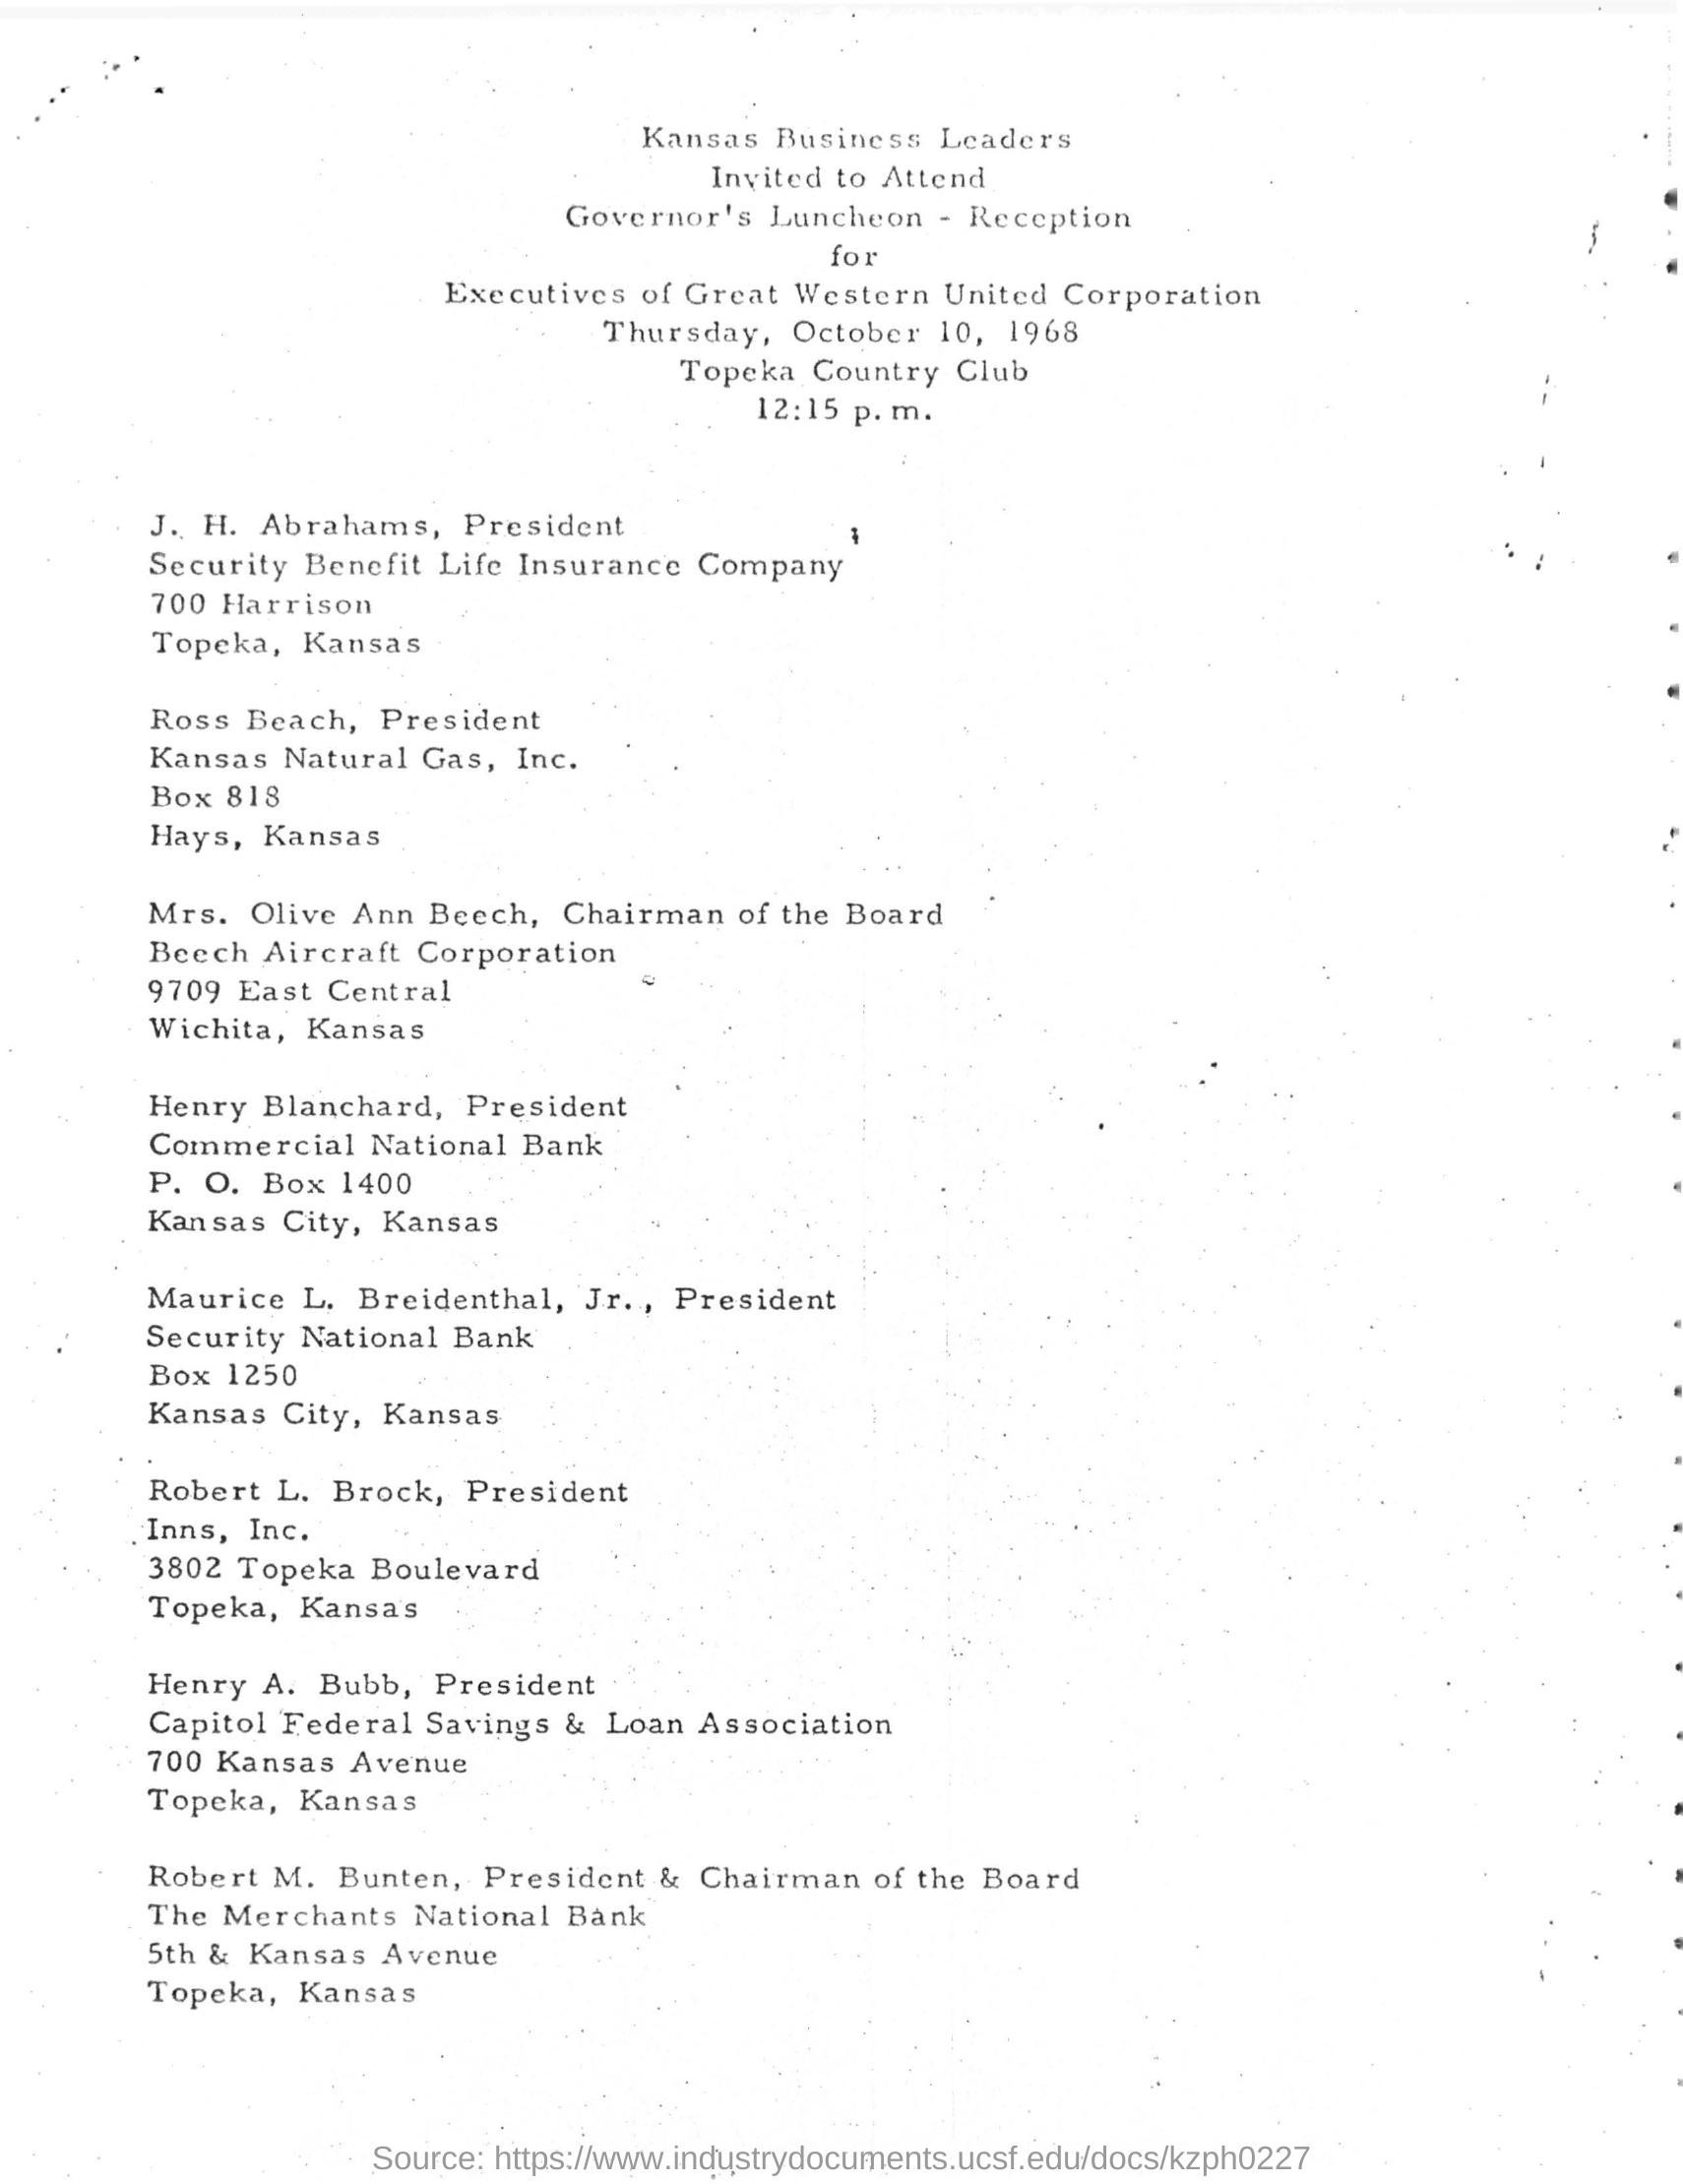 Kansas Business Leaders
Invited to Attend
Governor's Luncheon - Reception
for
Executives of Great Western United Corporation
Thursday, October 10, 1968
Topeka Country Club
12:15 p. m.
J. H. Abrahams, President
Security Benefit Life Insurance Company
700 Harrison
Topeka, Kansas
Ross Beach, President
Kansas Natural Gas, Inc.
Box 818
Hays, Kansas
Mrs. Olive Ann Beech, Chairman of the Board
Beech Aircraft Corporation
9709 East Central
Wichita, Kansas
Henry Blanchard, President
Commercial National Bank
P. O. Box 1400
Kansas City, Kansas
Maurice L. Breidenthal, Jr., President
Security National Bank
Box 1250
Kansas City, Kansas
Robert L. Brock, President
Inns, Inc.
3802 Topeka Boulevard
Topeka, Kansas
Henry A. Bubb, President
Capitol Federal Savings & Loan Association
700 Kansas Avenue
Topeka, Kansas
Robert M. Bunten, President & Chairman of the Board
The Merchants National Bank
5th & Kansas Avenue
Topeka, Kansas
Source: https://www.industrydocuments.ucsf.edu/docs/kzph0227